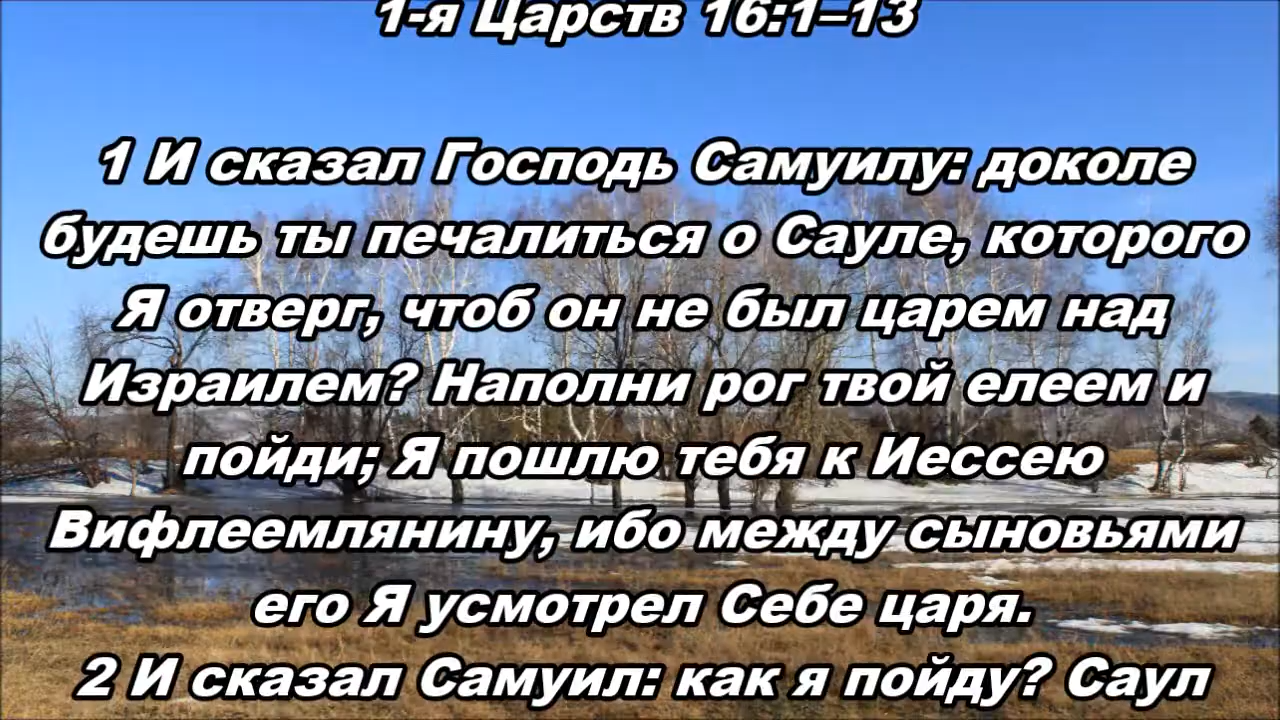 1-я Царств 16:1–13
1 И сказал Господь Самуилу: доколе
будешь ты печалиться о Сауле, которого
Я отверг, чтоб он не был царем над
Израилем? Наполни рог твой елеем и
пойди; Я пошлю тебя к Иессею
Вифлеемлянину, ибо между сыновьями
его Я усмотрел Себе царя.
2 И сказал Самуил: как я пойду? Саул